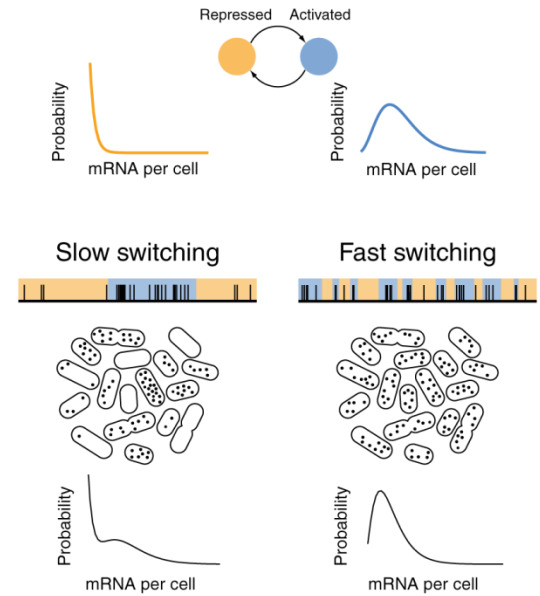 Repressed Activated
Probability
mRNA per cell
Probability
mRNA per cell
Slow switching
Fast switching
Probability
mRNA per cell
Probability
mRNA per cell